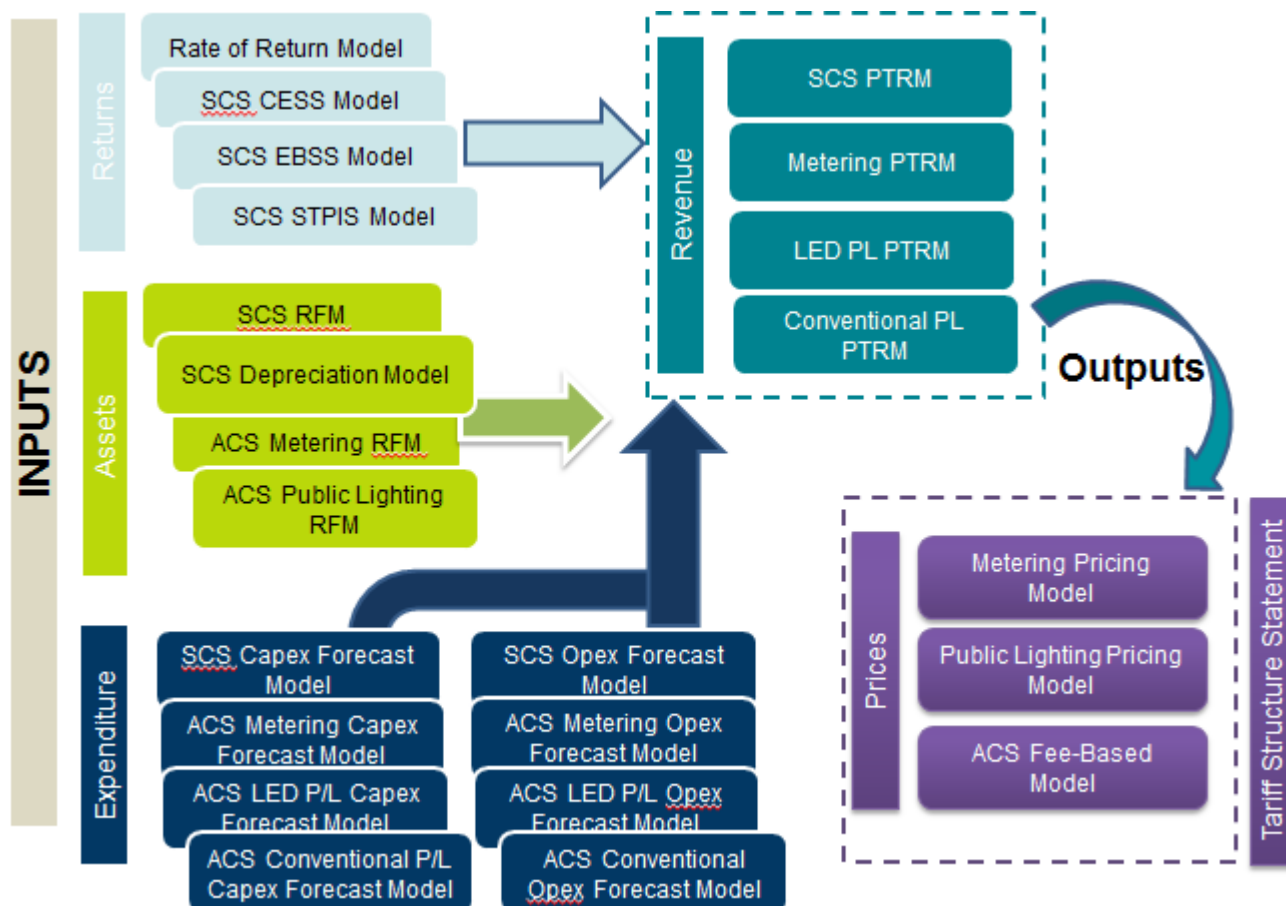 INPUTS
Returns
Rate of Return Model
SCS CESS Model
SCS EBSS Model
SCS STPIS Model
Assets
SCS RFM
SCS Depreciation Model
ACS Metering RFM
ACS Public Lighting
RFM
Expenditure
SCS Capex Forecast
Model
ACS Metering Capex
Forecast Model
ACS LED P/L Capex
Forecast Model
ACS Conventional P/L
Capex Forecast Model
SCS Opex Forecast
Model
ACS Metering Opex
Forecast Model
ACS LED P/L Opex
Forecast Model
ACS Conventional
Opex Forecast Model
Revenue
SCS PTRM
Metering PTRM
LED PL PTRM
Conventional PL
PTRM
Outputs
Prices
Metering Pricing
Model
Public Lighting Pricing
Model
ACS Fee-Based
Model
Tariff Structure Statement